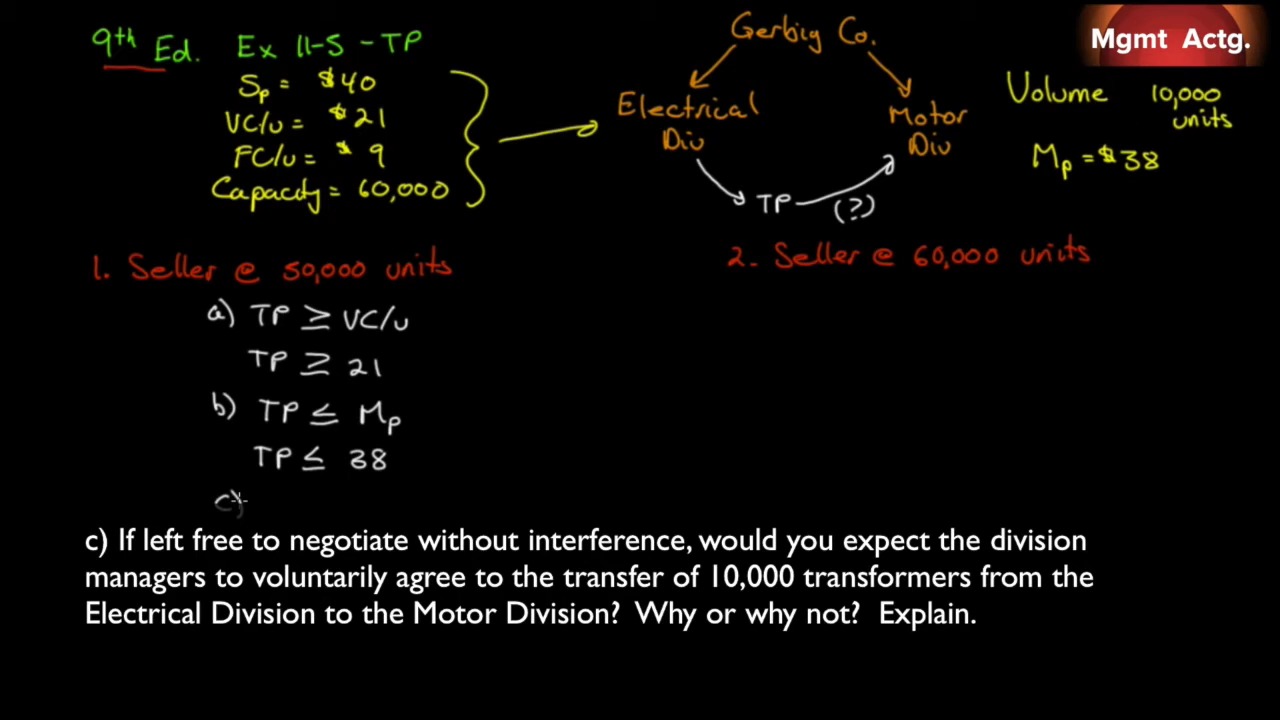 9th Ed. Ex 11-5 - TP
Sp = $40
VC/u = $21
FC/u = $9
Capacity = 60,000
Gerbig Co.
Electrical Div
Motor Div
TP
(?)
Mgmt Actg.
Volume 10,000 units
Mp = $38
1. Seller @ 50,000 units
a) TP ≥ VC/u
TP ≥ 21
b) TP ≤ Mp
TP ≤ 38
c)
2. Seller @ 60,000 units
c) If left free to negotiate without interference, would you expect the division
managers to voluntarily agree to the transfer of 10,000 transformers from the
Electrical Division to the Motor Division? Why or why not? Explain.